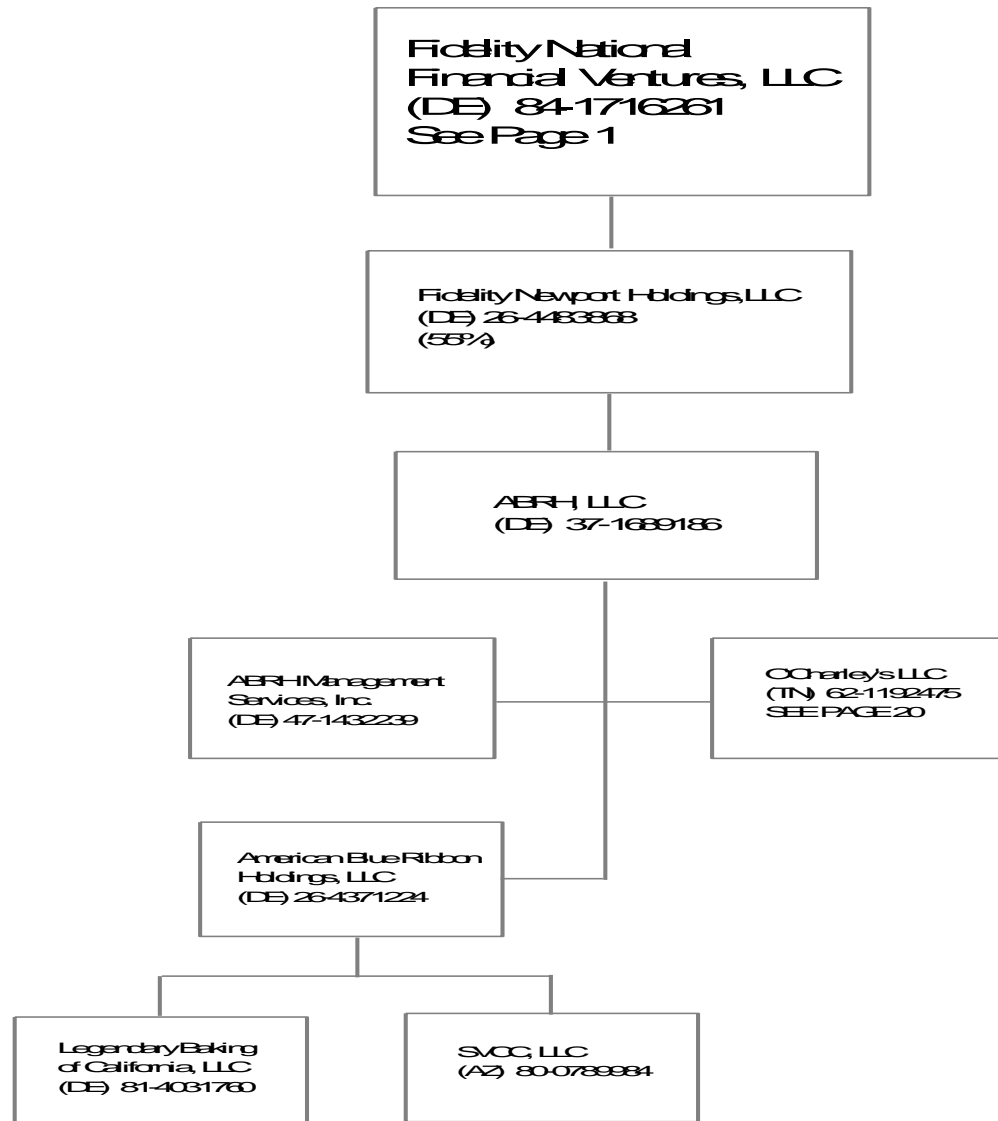 Fidelity National
Financial Ventures, LLC
(DE) 84-1716261
See Page 1
Fidelity Newport Holdings, LLC
(DE) 26-4483868
(55%)
ABRH, LLC
(DE) 37-1689186
ABRH Management
Services, Inc.
(DE) 47-1432239
O'Charley's LLC
(TN) 62-1192475
SEE PAGE 20
American Blue Ribbon
Holdings, LLC
(DE) 26-4371224
Legendary Baking
of California, LLC
(DE) 81-4031760
SVCC, LLC
(AZ) 80-0789984